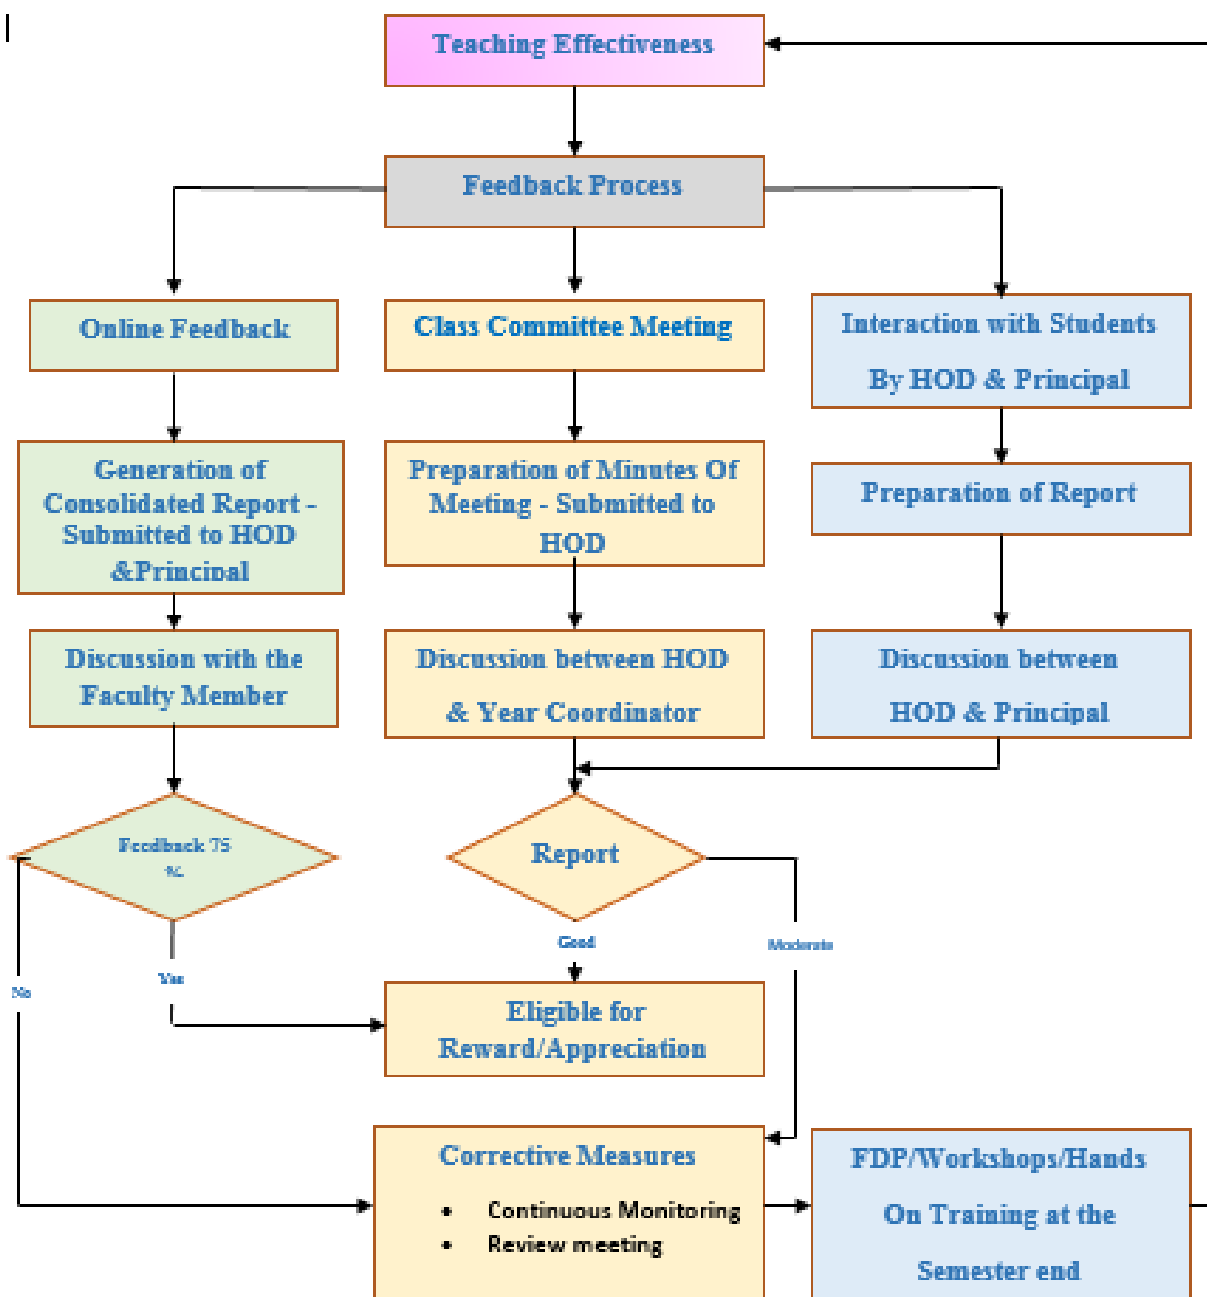 Teaching Effectiveness
Feedback Process
Online Feedback
Class Committee Meeting
Interaction with Students
By HOD & Principal
Generation of
Consolidated Report -
Submitted to HOD
&Principal
Preparation of Minutes Of
Meeting - Submitted to
HOD
Preparation of Report
Discussion with the
Faculty Member
Discussion between HOD
& Year Coordinator
Discussion between
HOD & Principal
Feedback 75
%
Report
Good
Moderate
Yes
No
Eligible for
Reward/Appreciation
Corrective Measures
• Continuous Monitoring
• Review meeting
FDP/Workshops/Hands
On Training at the
Semester end